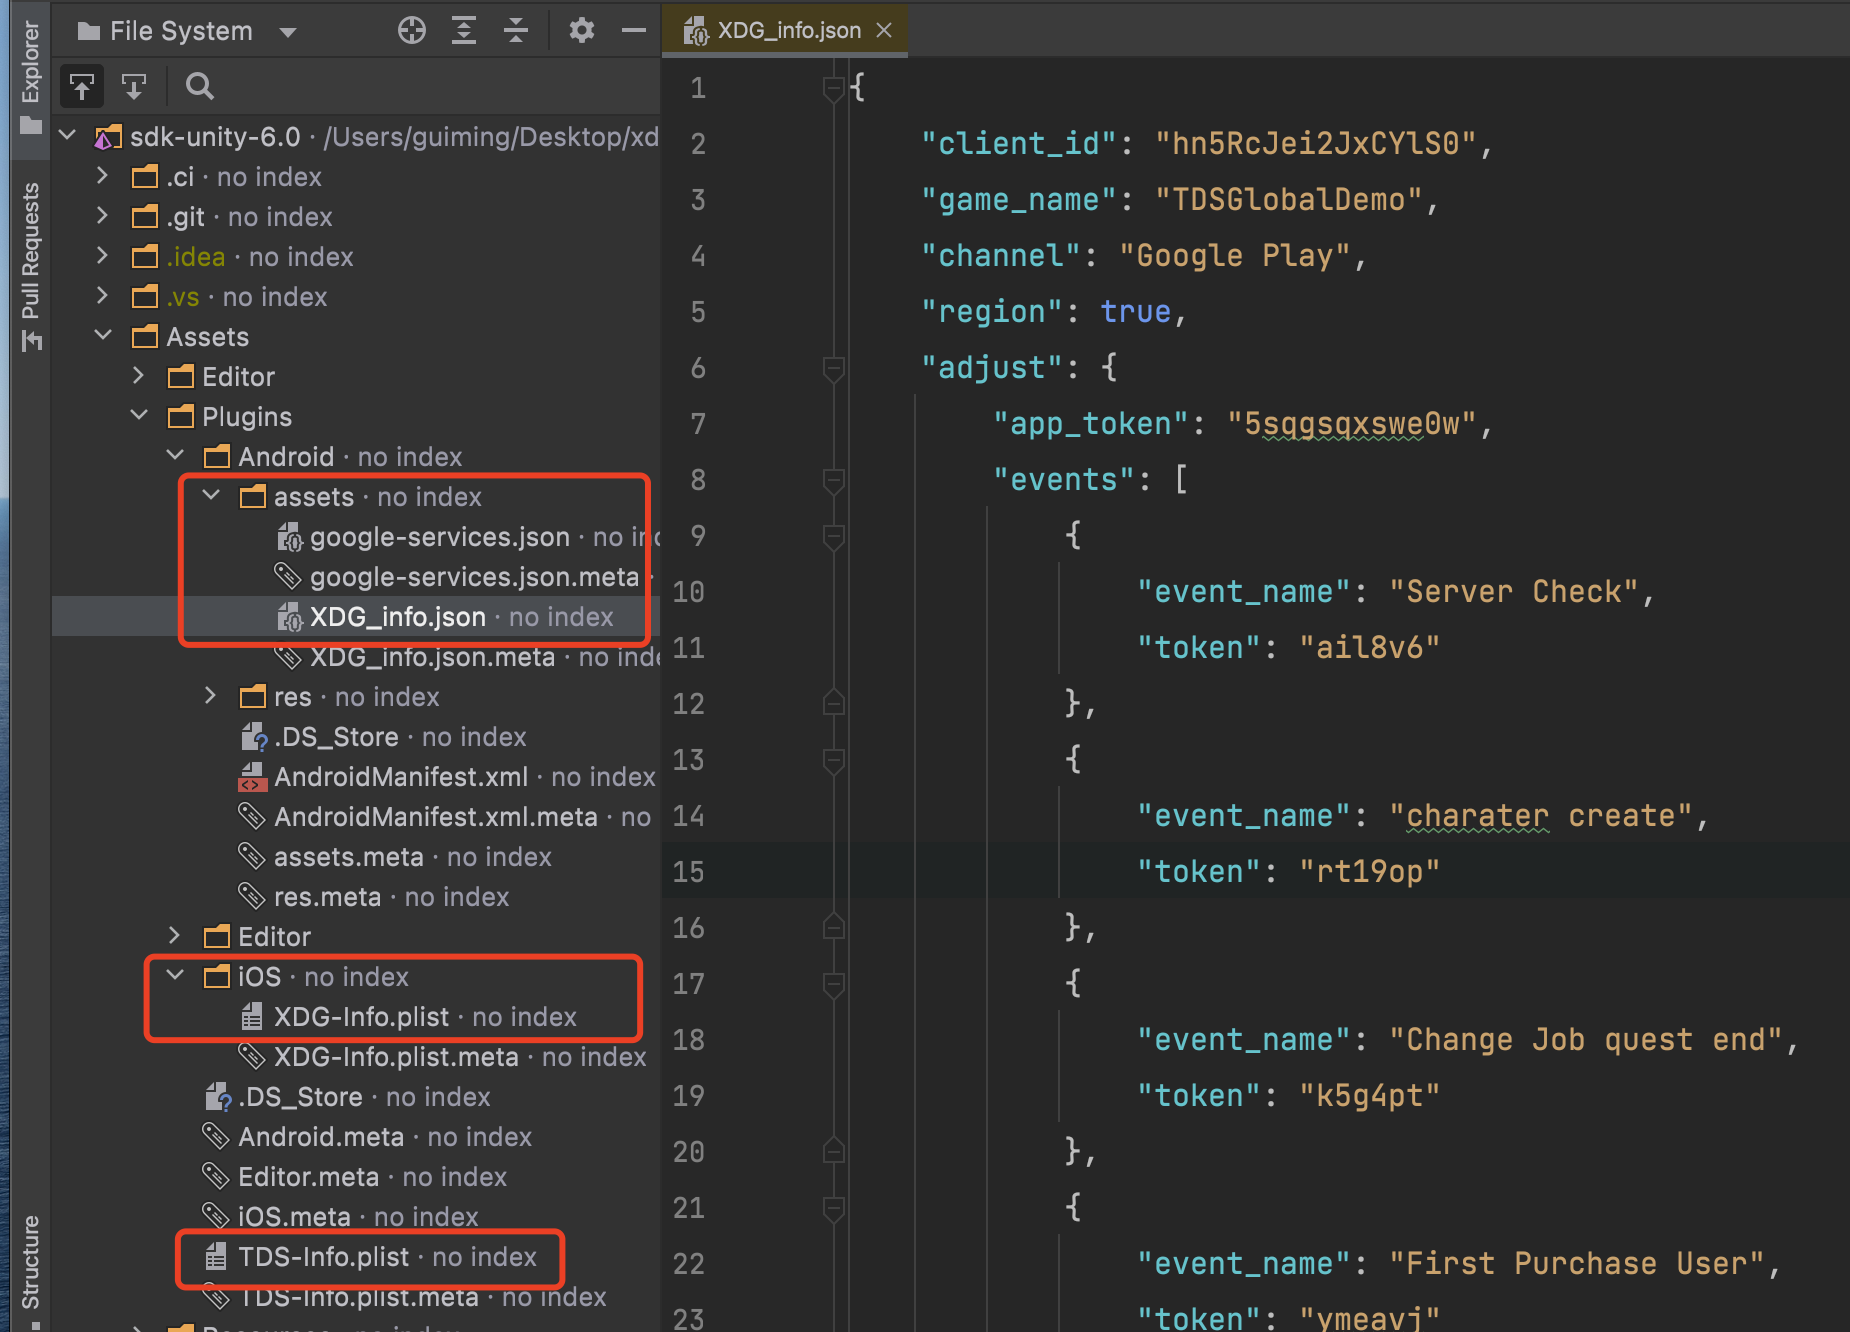 Explorer
Pull Requests
Structure
File System
sdk-unity-6.0 · /Users/guiming/Desktop/xd
.ci · no index
.git · no index
.idea · no index
.vs · no index
Assets
Editor
Plugins
Android · no index
assets · no index
google-services.json · no ind
google-services.json.meta ·
XDG_info.json · no index
XDG_info.json.meta · no inde
res · no index
.DS_Store · no index
AndroidManifest.xml · no index
AndroidManifest.xml.meta · no
assets.meta · no index
res.meta · no index
Editor
iOS · no index
XDG-Info.plist · no index
XDG-Info.plist.meta · no index
.DS_Store · no index
Android.meta · no index
Editor.meta · no index
iOS.meta · no index
TDS-Info.plist · no index
TDS-Info.plist.meta · no index
XDG_info.json
1 {
2 "client_id": "hn5RcJei2JxCYlS0",
3 "game_name": "TDSGlobalDemo",
4 "channel": "Google Play",
5 "region": true,
6 "adjust": {
7 "app_token": "5sqgsqxswe0w",
8 "events": [
9 {
10 "event_name": "Server Check",
11 "token": "ail8v6"
12 },
13 {
14 "event_name": "charater create",
15 "token": "rt19op"
16 },
17 {
18 "event_name": "Change Job quest end",
19 "token": "k5g4pt"
20 },
21 {
22 "event_name": "First Purchase User",
23 "token": "ymeavj"